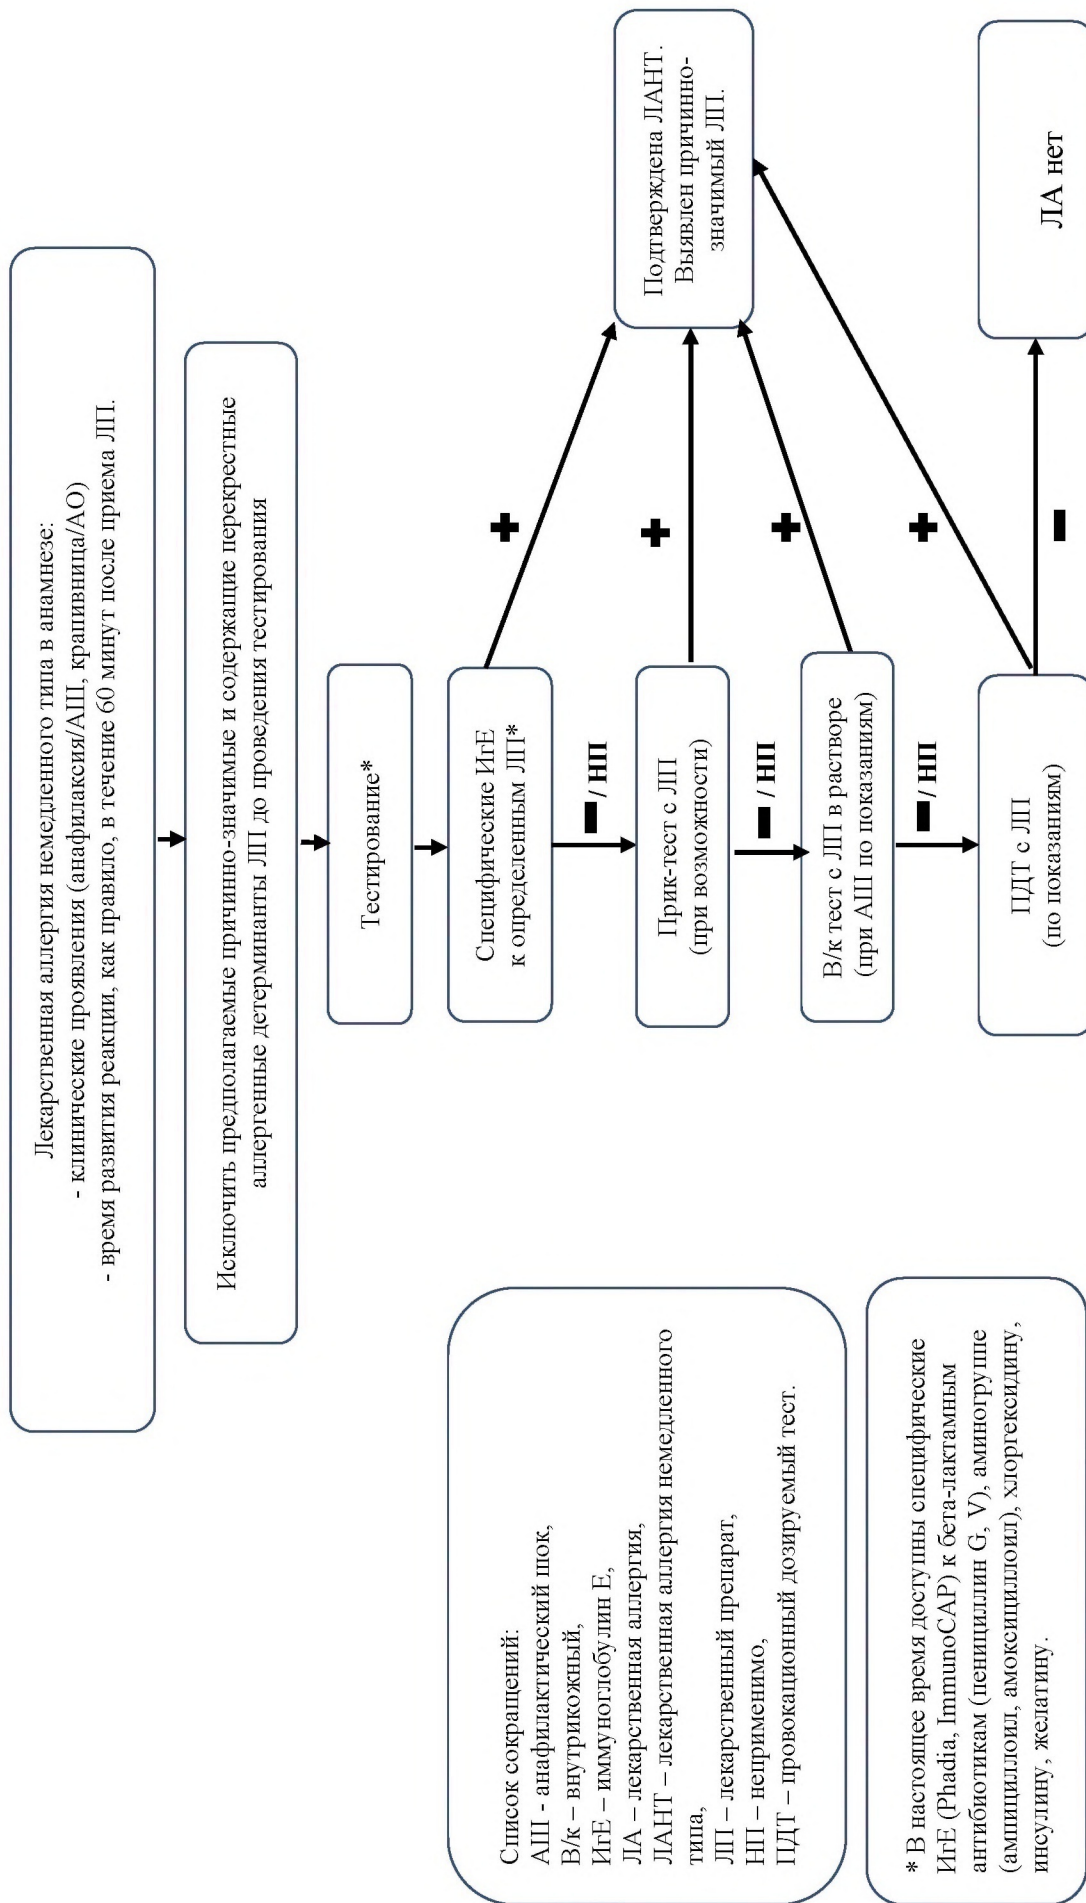 Лекарственная аллергия немедленного типа в анамнезе:
- клинические проявления (анафилаксия/АШ, крапивница/АО)
- время развития реакции, как правило, в течение 60 минут после приема ЛП.
Исключить предполагаемые причинно-значимые и содержащие перекрестные
аллергенные детерминанты ЛП до проведения тестирования
Тестирование*
Специфические ИгЕ
к определенным ЛП*
+
- / НП
Прик-тест с ЛП
(при возможности)
+
- / НП
В/к тест с ЛП в растворе
(при АШ по показаниям)
+
- / НП
ПДТ с ЛП
(по показаниям)
+
-
Подтверждена ЛАНТ.
Выявлен причинно-
значимый ЛП.
ЛА нет
Список сокращений:
АШ - анафилактический шок,
В/к – внутрикожный,
ИгЕ – иммуноглобулин Е,
ЛА – лекарственная аллергия,
ЛАНТ – лекарственная аллергия немедленного
типа,
ЛП – лекарственный препарат,
НП – неприменимо,
ПДТ – провокационный дозируемый тест.
* В настоящее время доступны специфические
ИгЕ (Phadia, ImmunoCAP) к бета-лактамным
антибиотикам (пенициллин G, V), аминогруппе
(ампициллоил, амоксициллоил), хлоргексидину,
инсулину, желатину.